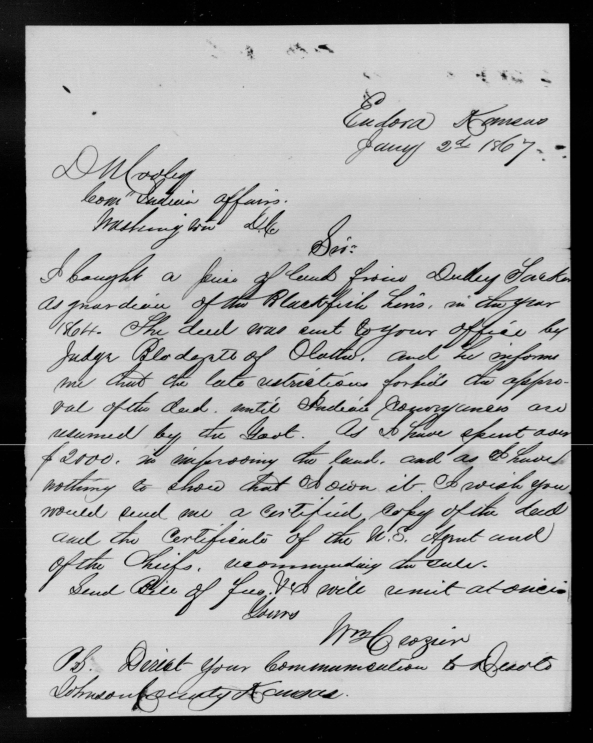 Eudora Kansas
Jany 2d 1867.
D N Cooley
Com" Indian affairs.
Washington D.C
Sir:
I bought a piece of land from Dudley Tucker
as guardian of the Blackfish heirs, in the year
1864. The deed was sent to your office by
Judge Blodgett of Olathe. and he informs
me that the late restrictions forbids the appro-
val of the deed, until Indian Conveyances are
resumed by the Govt. As I have spent over
$2000. in improving the land, and as I have
nothing to show that I own it. I wish you
would send me a certified copy of the deed
and the Certificate of the U.S. Agent and
of the Chiefs, recommending the sale.
Send Bill of fees, & I will remit at once
Yours
Wm Crozier
P.S. Direct your Communication to Desoto
Johnson County Kansas.